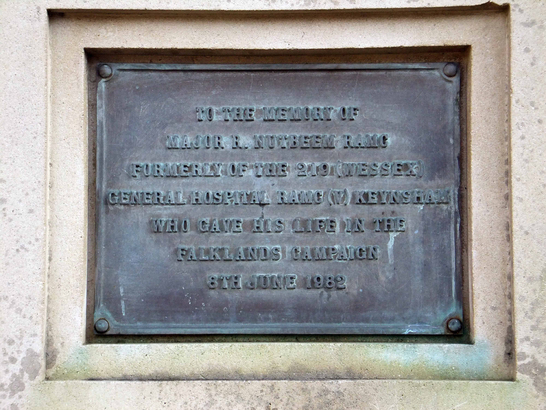 TO THE MEMORY OF
MAJOR R. NUTBEEM RAMC
FORMERLY OF THE 219 (WESSEX)
GENERAL HOSPITAL RAMC (V) KEYNSHAM
WHO GAVE HIS LIFE IN THE
FALKLANDS CAMPAIGN
8TH JUNE 1982